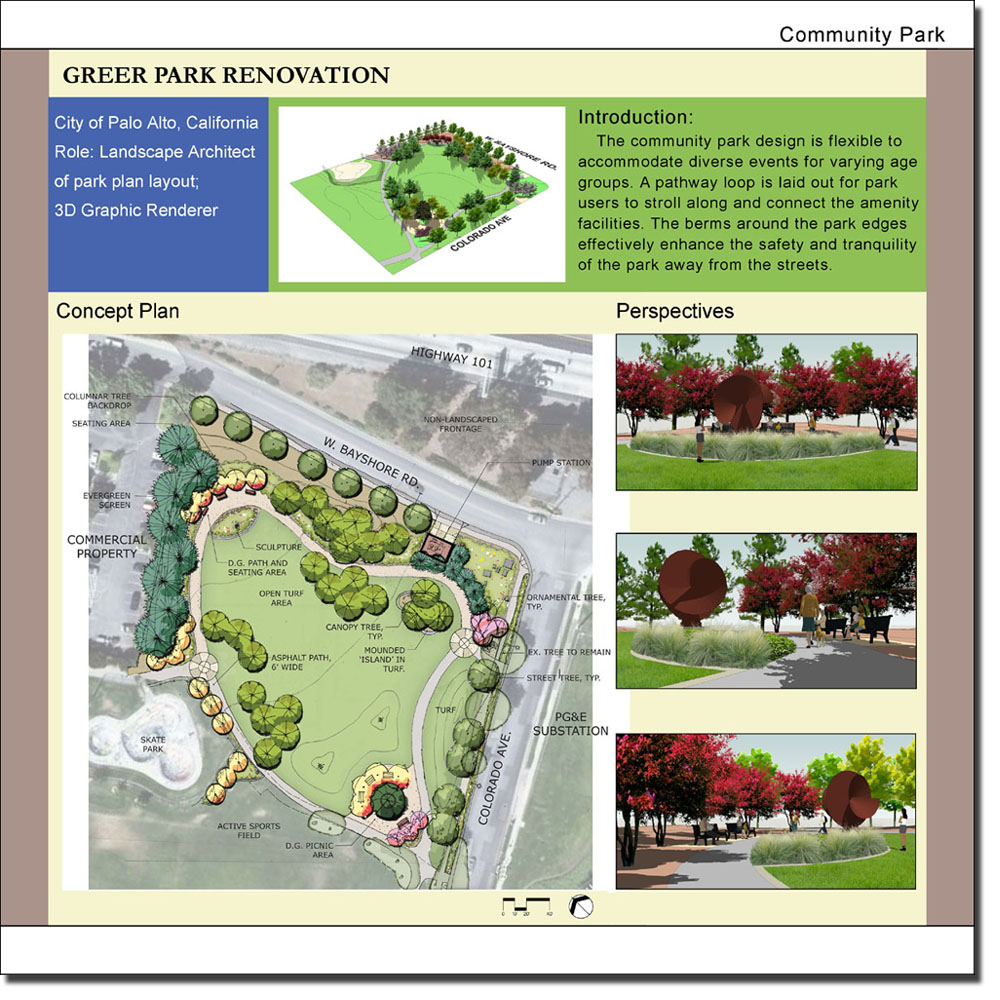 Community Park
GREER PARK RENOVATION
City of Palo Alto, California
Role: Landscape Architect
of park plan layout;
3D Graphic Renderer
W. BAYSHORE RD.
COLORADO AVE
Introduction:
The community park design is flexible to
accommodate diverse events for varying age
groups. A pathway loop is laid out for park
users to stroll along and connect the amenity
facilities. The berms around the park edges
effectively enhance the safety and tranquility
of the park away from the streets.
Concept Plan
HIGHWAY 101
COLUMNAR TREE
BACKDROP
SEATING AREA
NON-LANDSCAPED
FRONTAGE
W. BAYSHORE RD.
PUMP STATION
EVERGREEN
SCREEN
COMMERCIAL
PROPERTY
SCULPTURE
D.G. PATH AND
SEATING AREA
OPEN TURF
AREA
ORNAMENTAL TREE,
TYP.
CANOPY TREE,
TYP.
MOUNDED
'ISLAND' IN
TURF.
EX. TREE TO REMAIN
ASPHALT PATH,
6' WIDE
STREET TREE, TYP.
TURF
PG&E
SUBSTATION
SKATE
PARK
COLORADO AVE.
ACTIVE SPORTS
FIELD
D.G. PICNIC
AREA
0 10 20 40
Perspectives